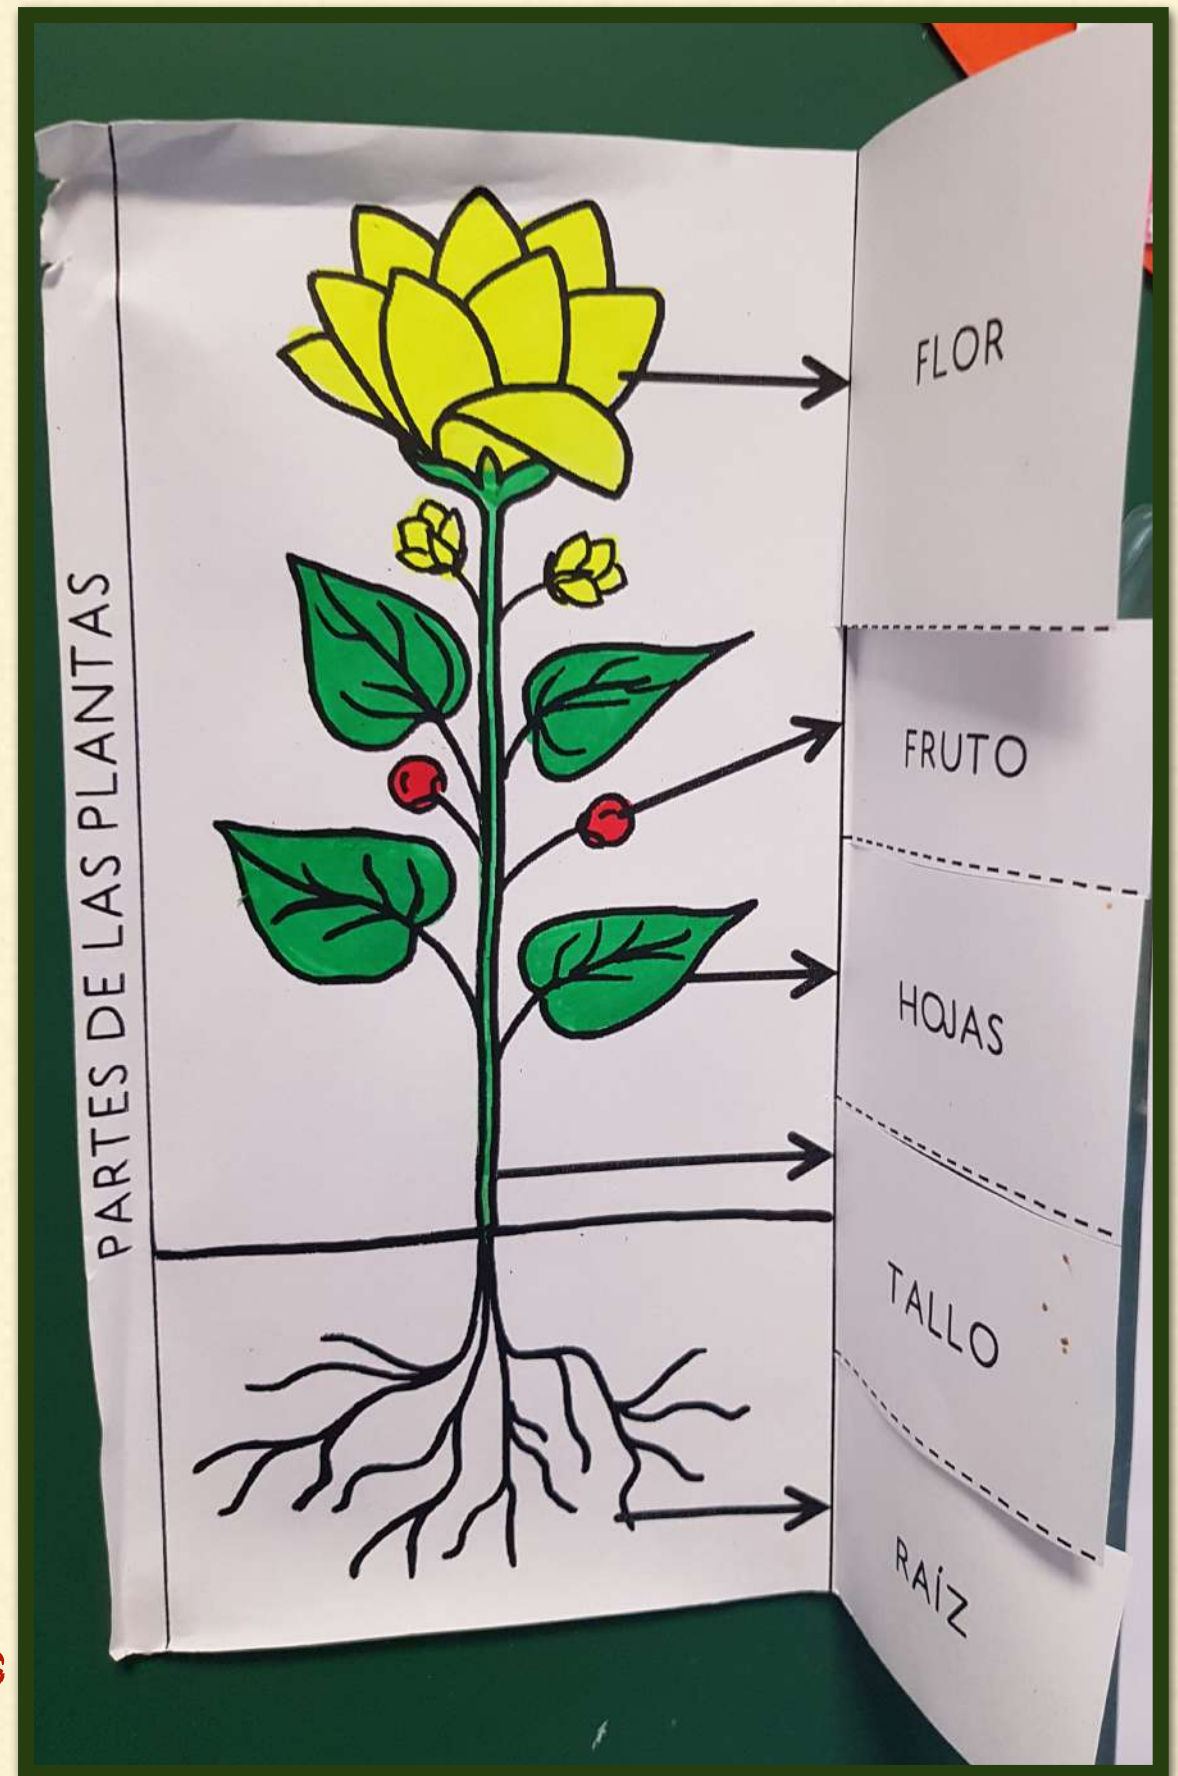 PARTES DE LAS PLANTAS
FLOR
FRUTO
HOJAS
TALLO
RAÍZ